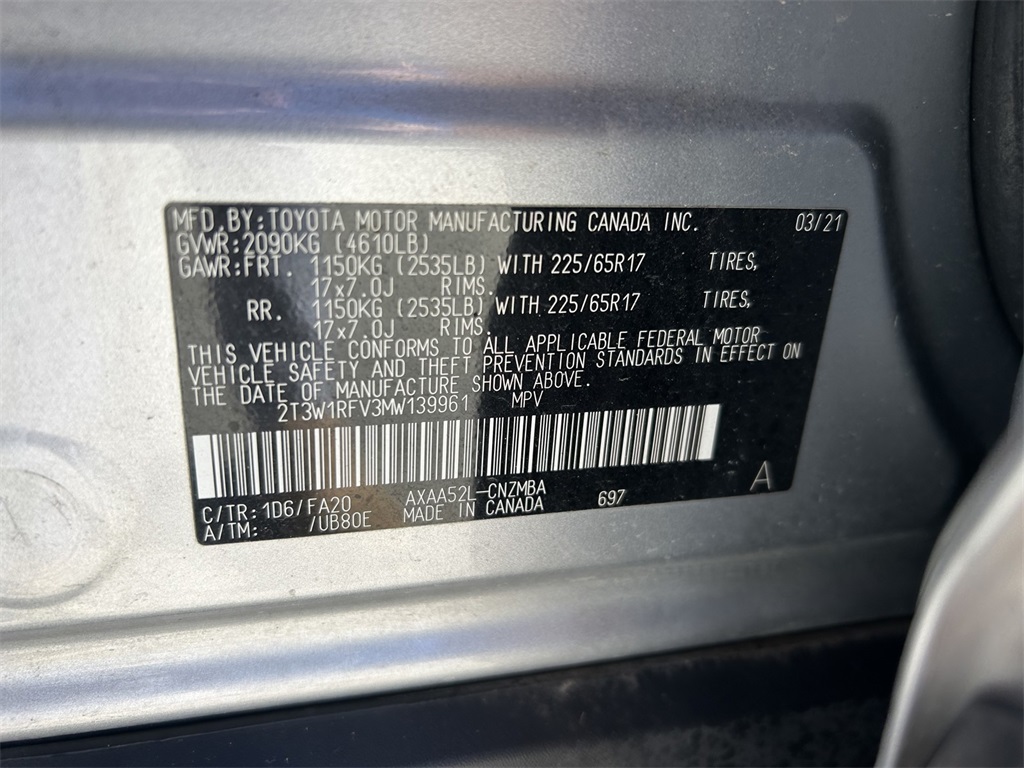 MFD.BY:TOYOTA MOTOR MANUFACTURING CANADA INC. 03/21
GVWR:2090KG (4610LB)
GAWR:FRT. 1150KG (2535LB) WITH 225/65R17 TIRES,
17x7.0J RIMS.
RR. 1150KG (2535LB) WITH 225/65R17 TIRES,
17x7.0J RIMS.
THIS VEHICLE CONFORMS TO ALL APPLICABLE FEDERAL MOTOR
VEHICLE SAFETY AND THEFT PREVENTION STANDARDS IN EFFECT ON
THE DATE OF MANUFACTURE SHOWN ABOVE.
2T3W1RFV3MW139961 MPV
C/TR:1D6/FA20 AXAA52L-CNZMBA 697 A
A/TM: /UB80E MADE IN CANADA